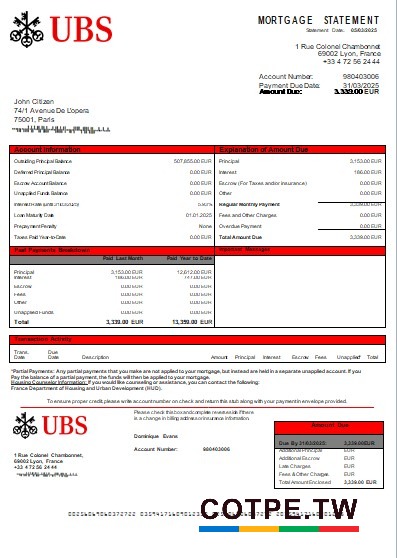 UBS
MORTGAGE STATEMENT
Statement Date: 03/03/2025
1 Rue Colonel Chambonnet
69002 Lyon, France
+33 4 72 56 24 44
Account Number: 980403006
Payment Due Date: 31/03/2025
Amount Due: 3,339.00 EUR
John Citizen
74/1 Avenue De L'opera
75001, Paris
Account Information
Outstanding Principal Balance 507,855.00 EUR
Deferred Principal Balance 0.00 EUR
Escrow Account Balance 0.00 EUR
Unapplied Funds Balance 0.00 EUR
Loan Maturity Date 01.01.2025
Prepayment Penalty None
Taxes Paid Year-to-Date 0.00 EUR
Explanation of Amount Due
Principal 3,153.00 EUR
Interest 186.00 EUR
Escrow (For Taxes and/or insurance) 0.00 EUR
Other 0.00 EUR
Regular Monthly Payment 3,339.00 EUR
Fees and Other Charges 0.00 EUR
Overdue Payment 0.00 EUR
Total Amount Due 3,339.00 EUR
Past Payments Breakdown
Paid Last Month Paid Year to Date
Principal 3,153.00 EUR 12,612.00 EUR
Interest 186.00 EUR
Escrow 0.00 EUR 0.00 EUR
Fees 0.00 EUR 0.00 EUR
Other 0.00 EUR 0.00 EUR
Unapplied Funds 0.00 EUR 0.00 EUR
Total 3,339.00 EUR 13,359.00 EUR
Important Messages
Transaction Activity
Trans. Date Due Date Description Amount Principal Interest Escrow Fees Unapplied* Total
*Partial Payments: Any partial payments that you make are not applied to your mortgage, but instead are held in a separate unapplied account. If you
Pay the balance of a partial payment, the funds will then be applied to your mortgage.
Housing Counselor Information: If you would like counseling or assistance, you can contact the following:
France Department of Housing and Urban Development (HUD).
To ensure proper credit please write account number on check and return this stub along with your payment in envelope provided.
UBS
1 Rue Colonel Chambonnet
69002 Lyon, France
+33 4 72 56 24 44
Please check this box and complete reverse side if there
is a change in billing address or insurance information.
Dominique Evans
Account Number: 980403006
Amount Due
Due By 31/03/2025: 3,339.00EUR
Additional Principal EUR
Additional Escrow EUR
Late Charges EUR
Fees & Other Charges EUR
Total Amount Enclosed 3,339.00 EUR
COTPE.TW